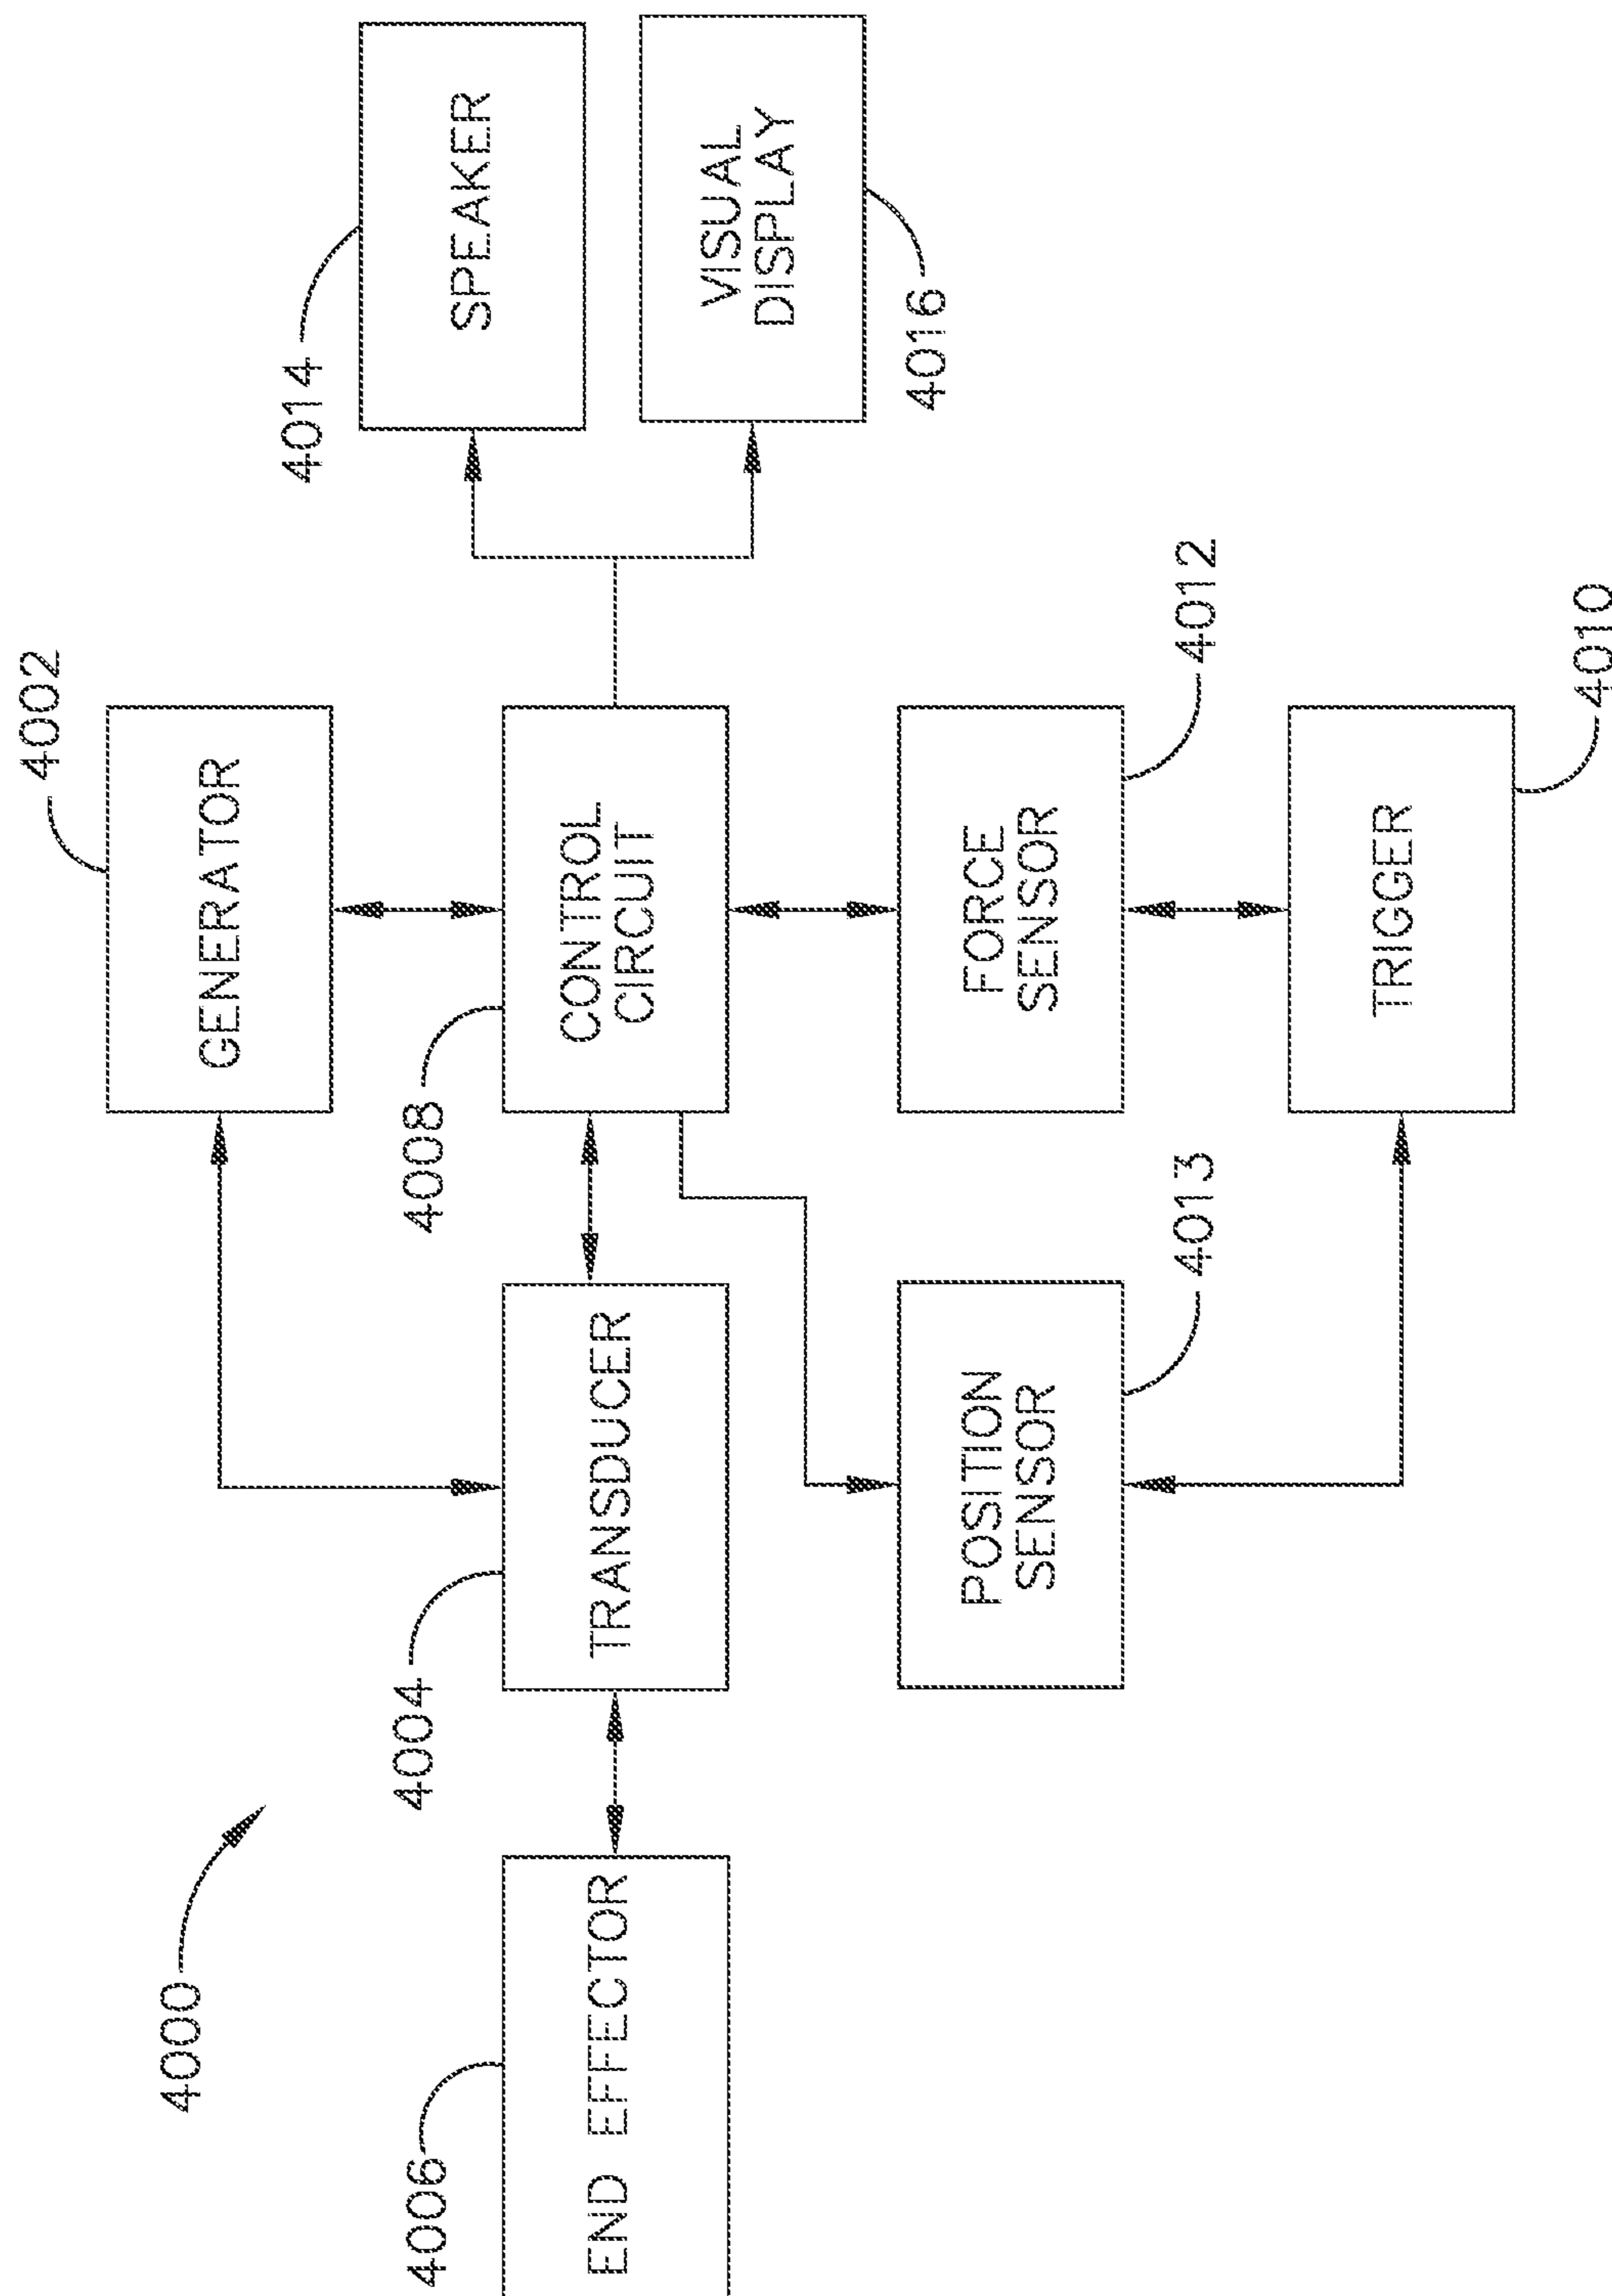 4002
GENERATOR
4014
SPEAKER
4008
CONTROL
CIRCUIT
VISUAL
DISPLAY
4016
4000
4004
TRANSDUCER
4006
END EFFECTOR
FORCE
SENSOR
4012
POSITION
SENSOR
4013
TRIGGER
4010